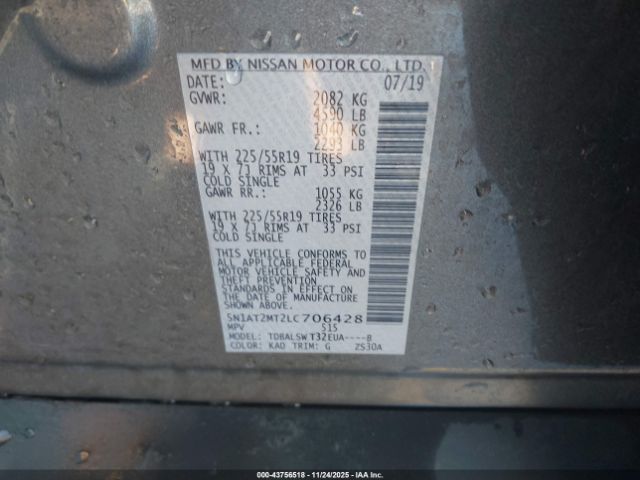 MFD BY NISSAN MOTOR CO., LTD.
DATE: 07/19
GVWR: 2082 KG
4590 LB
GAWR FR.: 1040 KG
2293 LB
WITH 225/55R19 TIRES
19 X 7J RIMS AT 33 PSI
COLD SINGLE
GAWR RR.: 1055 KG
2326 LB
WITH 225/55R19 TIRES
19 X 7J RIMS AT 33 PSI
COLD SINGLE
THIS VEHICLE CONFORMS TO
ALL APPLICABLE FEDERAL
MOTOR VEHICLE SAFETY AND
THEFT PREVENTION
STANDARDS IN EFFECT ON
THE DATE OF MANUFACTURE
SHOWN ABOVE.
5N1AT2MT2LC706428
MPV 515
MODEL: TDBALSW T32EUA----B
COLOR: KAD TRIM: G ZS30A
000-43756518 - 11/24/2025 - IAA Inc.